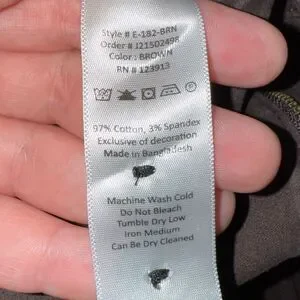 Style # E-182-BRN
Order # J21502498
Color : BROWN
RN # 123913
97% Cotton, 3% Spandex
Exclusive of decoration
Made in Bangladesh
Machine Wash Cold
Do Not Bleach
Tumble Dry Low
Iron Medium
Can Be Dry Cleaned